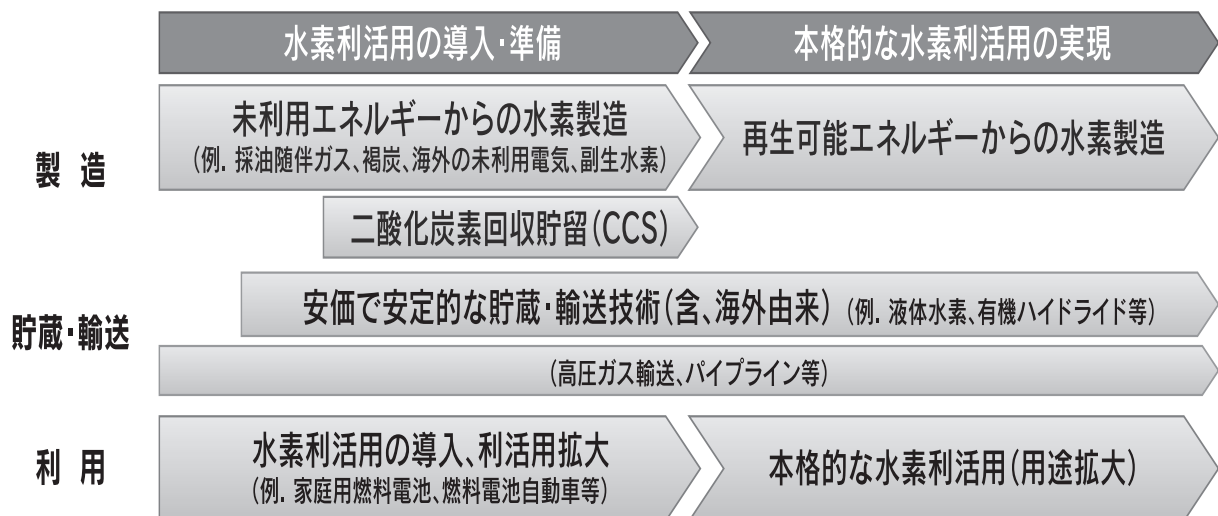 水素利活用の導入・準備
本格的な水素利活用の実現
製造
未利用エネルギーからの水素製造
(例. 採油随伴ガス、褐炭、海外の未利用電気、副生水素)
再生可能エネルギーからの水素製造
二酸化炭素回収貯留(CCS)
貯蔵・輸送
安価で安定的な貯蔵・輸送技術(含、海外由来) (例. 液体水素、有機ハイドライド等)
(高圧ガス輸送、パイプライン等)
利用
水素利活用の導入、利活用拡大
(例. 家庭用燃料電池、燃料電池自動車等)
本格的な水素利活用(用途拡大)